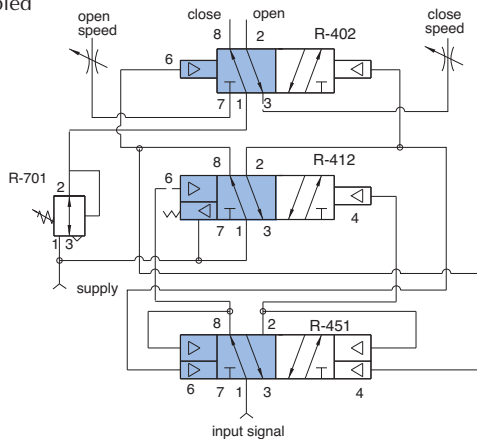 pled
open
speed
close open
close
speed
8 2 R-402
6
7 1 3
R-701
2
1 3
6
8 2 R-412
7 1 3
4
supply
8 2 R-451
6 7 1 3 4
input signal